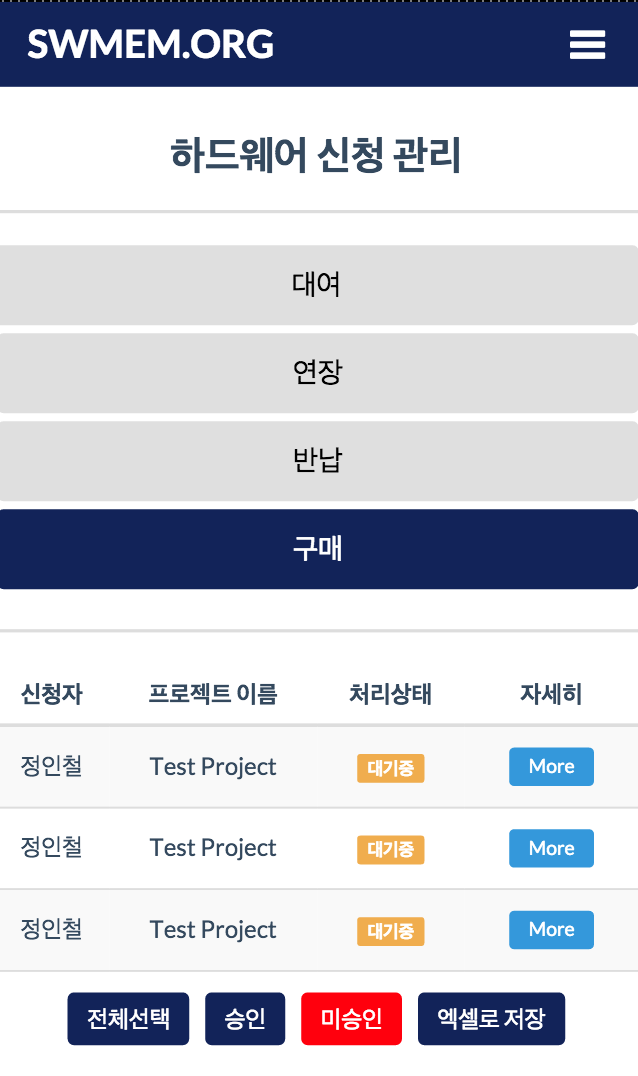 SWMEM.ORG
하드웨어 신청 관리
대여
연장
반납
구매
신청자 프로젝트 이름 처리상태 자세히
정인철 Test Project 대기중 More
정인철 Test Project 대기중 More
정인철 Test Project 대기중 More
전체선택 승인 미승인 엑셀로 저장